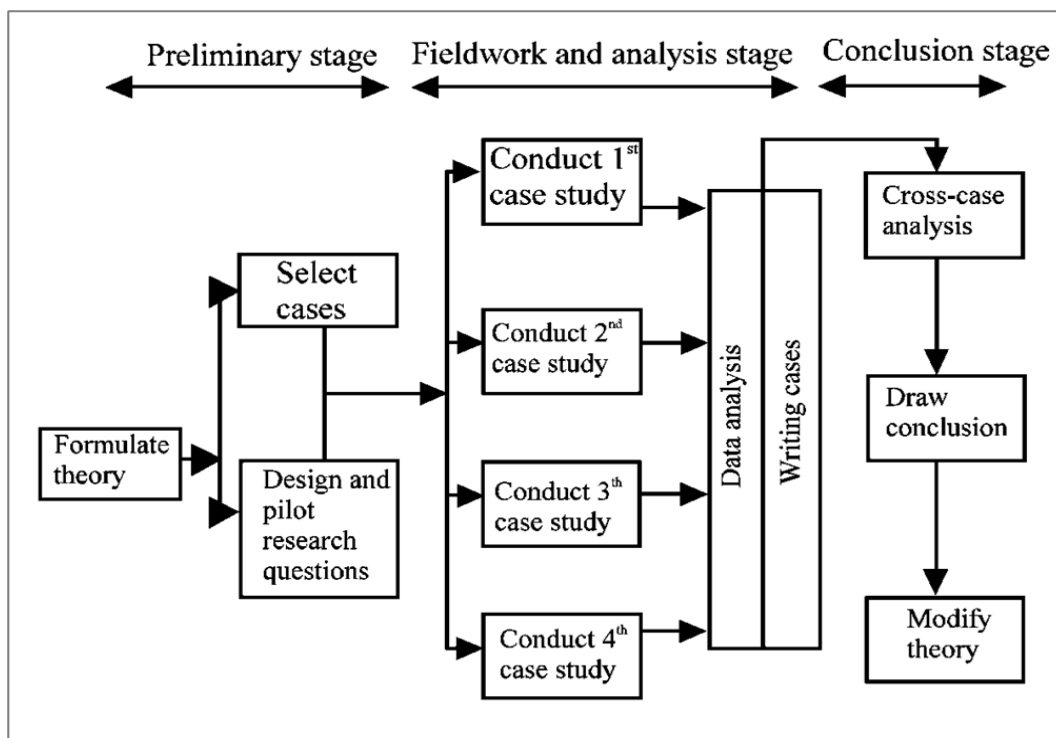 Preliminary stage
Fieldwork and analysis stage
Conclusion stage
Formulate
theory
Select
cases
Design and
pilot
research
questions
Conduct 1st
case study
Conduct 2nd
case study
Conduct 3th
case study
Conduct 4th
case study
Data analysis
Writing cases
Cross-case
analysis
Draw
conclusion
Modify
theory